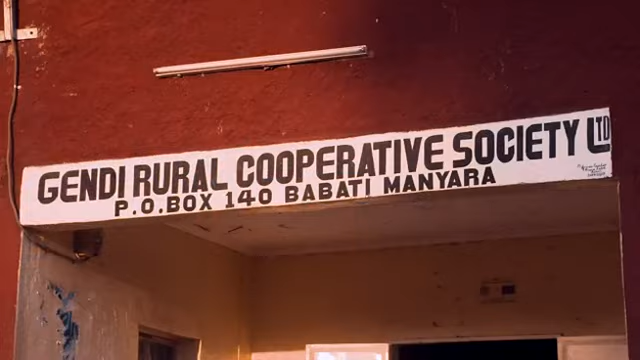 GENDI RURAL COOPERATIVE SOCIETY LTD
P.O.BOX 140 BABATI MANYARA